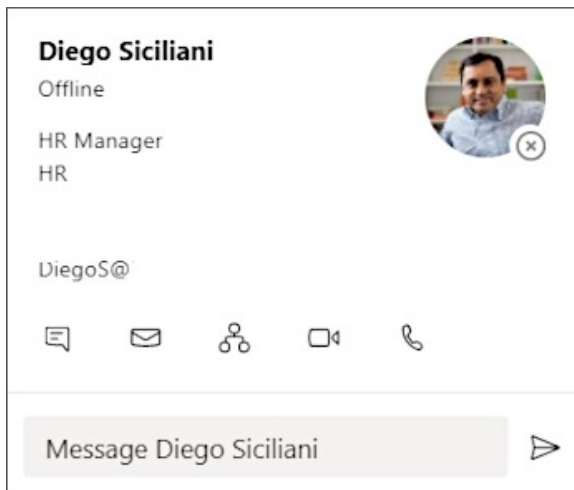 Diego Siciliani
Offline
HR Manager
HR
DiegoS@
Message Diego Siciliani